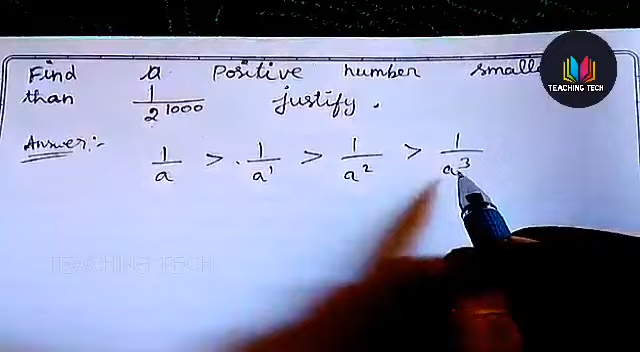 Find a positive number small
than 1/2^1000 justify.
Answer:-
1/a > 1/a^1 > 1/a^2 > 1/a^3
TEACHING TECH
TEACHING TECH